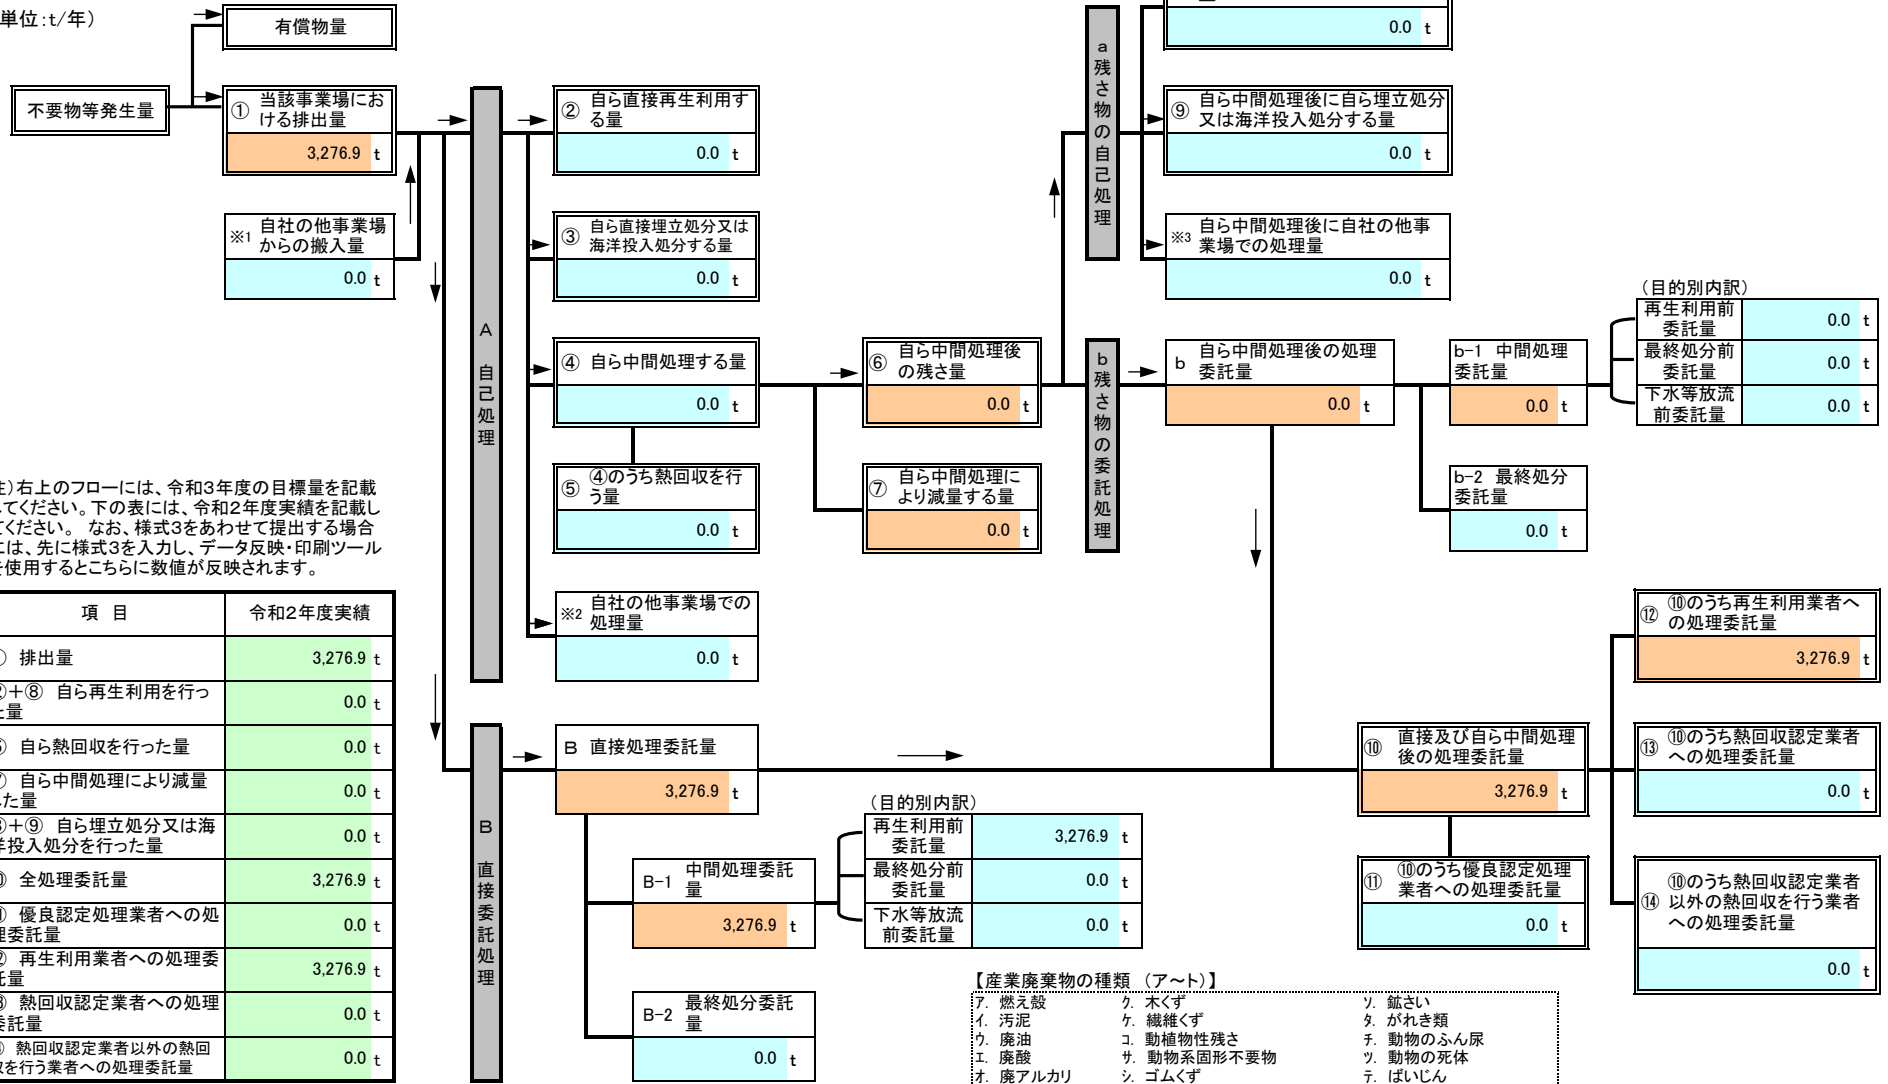 単位:t/年)
有償物量
不要物等発生量
① 当該事業場にお
ける排出量
3,276.9 t
※1 自社の他事業場
からの搬入量
0.0 t
A 自己処理
② 自ら直接再生利用す
る量
0.0 t
③ 自ら直接埋立処分又は
海洋投入処分する量
0.0 t
④ 自ら中間処理する量
0.0 t
⑤ ④のうち熱回収を行
う量
0.0 t
※2 自社の他事業場での
処理量
0.0 t
⑥ 自ら中間処理後
の残さ量
0.0 t
⑦ 自ら中間処理に
より減量する量
0.0 t
a残さ物の自己処理
0.0 t
⑨ 自ら中間処理後に自ら埋立処分
又は海洋投入処分する量
0.0 t
※3 自ら中間処理後に自社の他事
業場での処理量
0.0 t
b残さ物の委託処理
b 自ら中間処理後の処理
委託量
0.0 t
b-1 中間処理
委託量
0.0 t
b-2 最終処分
委託量
0.0 t
(目的別内訳)
再生利用前
委託量
0.0 t
最終処分前
委託量
0.0 t
下水等放流
前委託量
0.0 t
)右上のフローには、令和3年度の目標量を記載
てください。下の表には、令和2年度実績を記載し
ください。 なお、様式3をあわせて提出する場合
は、先に様式3を入力し、データ反映・印刷ツール
使用するとこちらに数値が反映されます。
項 目 令和2年度実績
排出量 3,276.9 t
+⑧ 自ら再生利用を行っ
量 0.0 t
自ら熱回収を行った量 0.0 t
自ら中間処理により減量
た量 0.0 t
+⑨ 自ら埋立処分又は海
投入処分を行った量 0.0 t
全処理委託量 3,276.9 t
優良認定処理業者への処
委託量 0.0 t
再生利用業者への処理委
量 3,276.9 t
熱回収認定業者への処理
託量 0.0 t
熱回収認定業者以外の熱回
を行う業者への処理委託量 0.0 t
B 直接委託処理
B 直接処理委託量
3,276.9 t
B-1 中間処理委託
量
3,276.9 t
B-2 最終処分委託
量
0.0 t
(目的別内訳)
再生利用前
委託量
3,276.9 t
最終処分前
委託量
0.0 t
下水等放流
前委託量
0.0 t
⑩ 直接及び自ら中間処理
後の処理委託量
3,276.9 t
⑪ ⑩のうち優良認定処理
業者への処理委託量
0.0 t
⑫ ⑩のうち再生利用業者へ
の処理委託量
3,276.9 t
⑬ ⑩のうち熱回収認定業者
への処理委託量
0.0 t
⑭ ⑩のうち熱回収認定業者
以外の熱回収を行う業者
への処理委託量
0.0 t
【産業廃棄物の種類 (ア~ト)】
ア. 燃え殻 ク. 木くず ソ. 鉱さい
イ. 汚泥 ケ. 繊維くず タ. がれき類
ウ. 廃油 コ. 動植物性残さ チ. 動物のふん尿
エ. 廃酸 サ. 動物系固形不要物 ツ. 動物の死体
オ. 廃アルカリ シ. ゴムくず テ. ばいじん